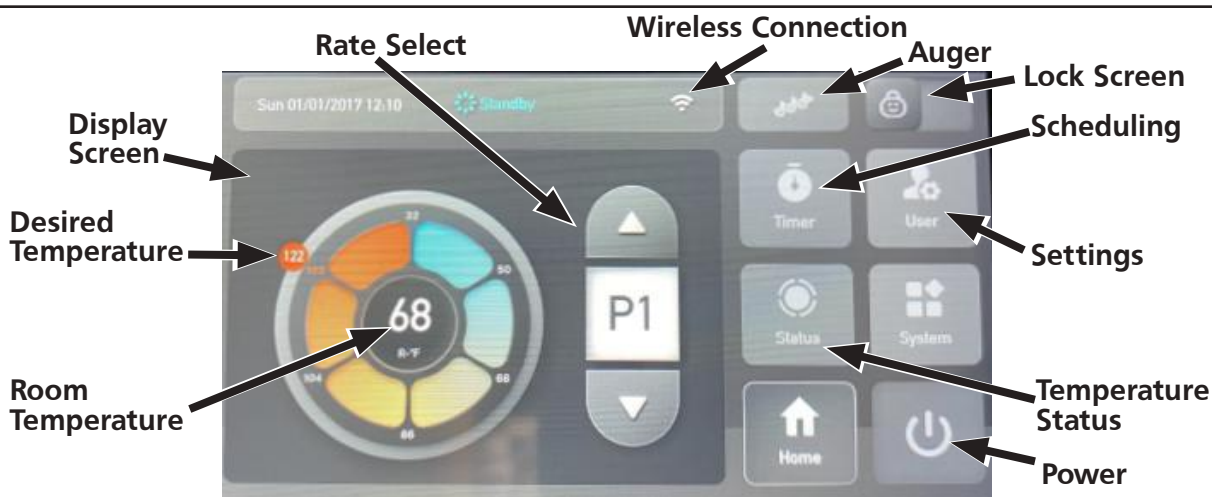 Wireless Connection
Rate Select
Auger
Lock Screen
Sun 01/01/2017 12:10
Standby
Display
Screen
Scheduling
Timer
User
Desired
Temperature
122
32
50
Settings
68
R-°F
P1
Status
System
104
68
86
Room
Temperature
Temperature
Status
Home
Power